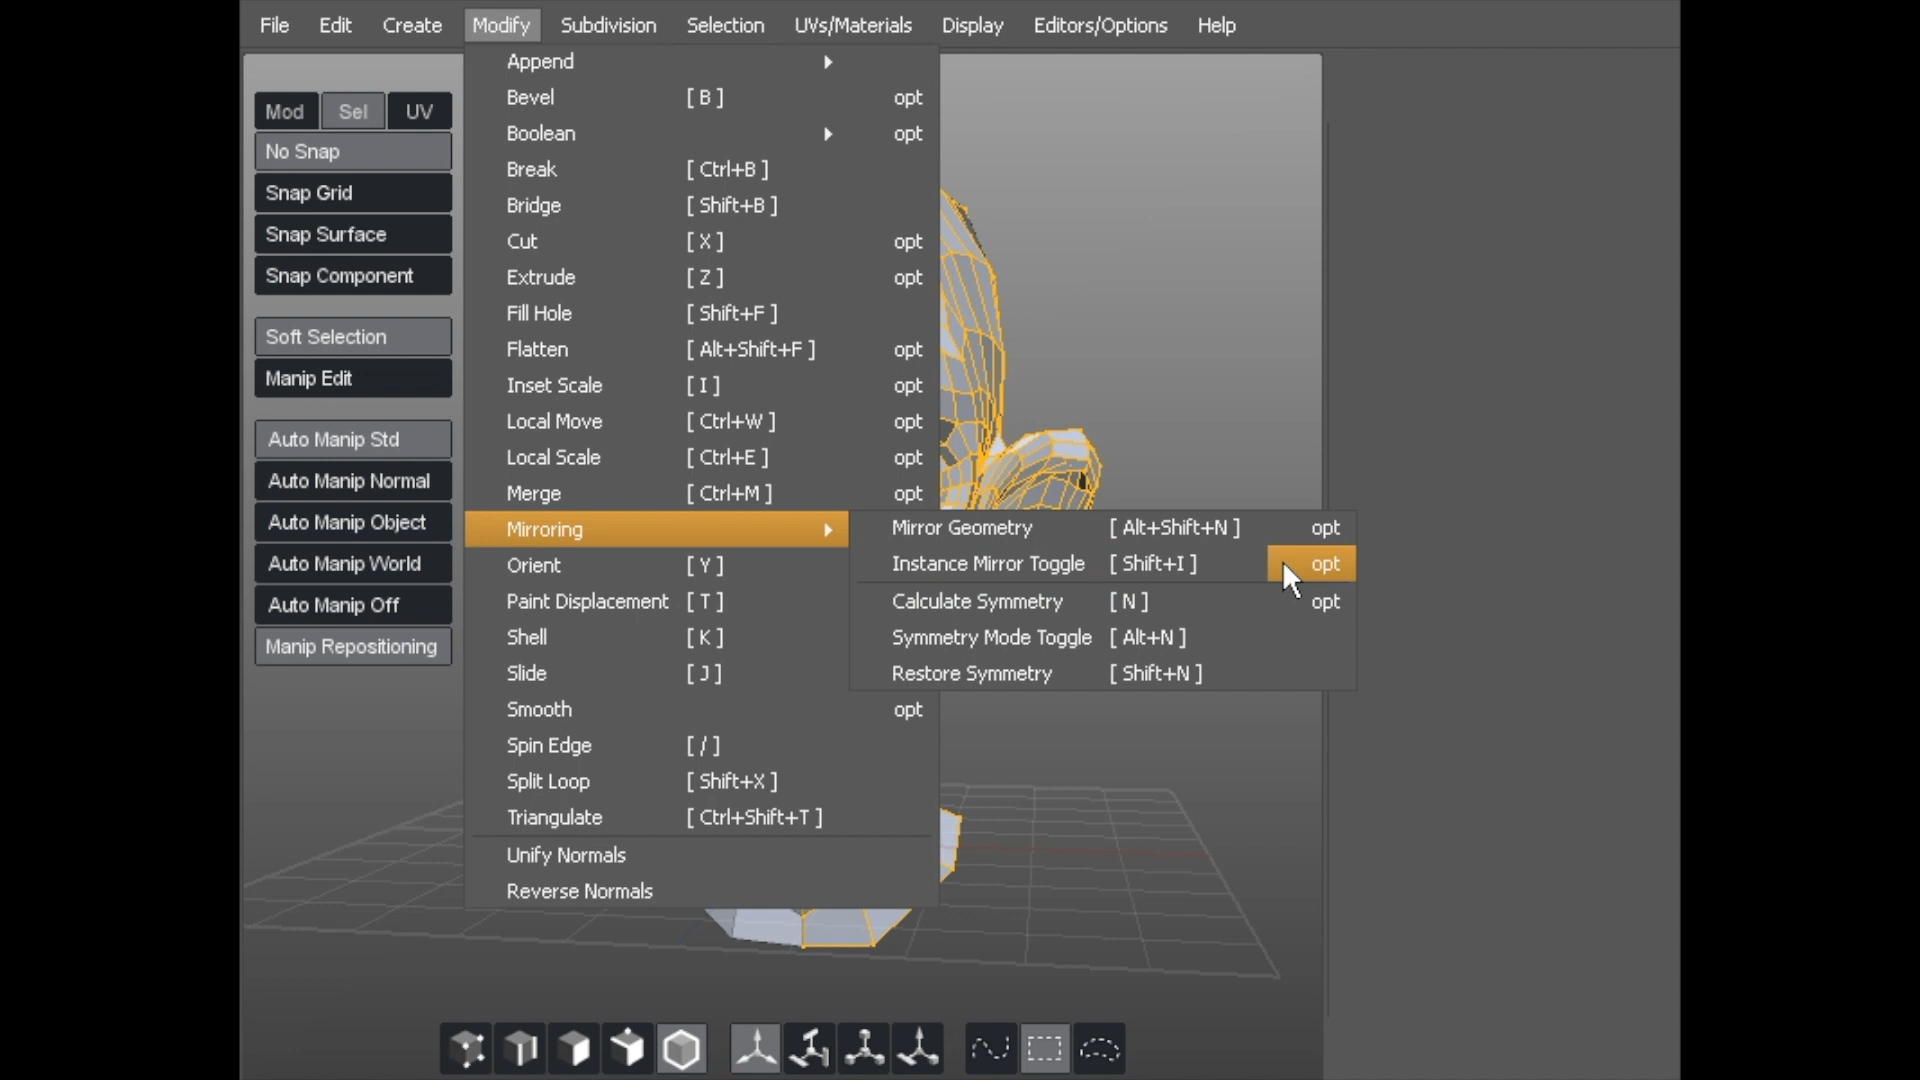 File Edit Create Modify Subdivision Selection UVs/Materials Display Editors/Options Help
Mod Sel UV
No Snap
Snap Grid
Snap Surface
Snap Component
Soft Selection
Manip Edit
Auto Manip Std
Auto Manip Normal
Auto Manip Object
Auto Manip World
Auto Manip Off
Manip Repositioning
Append
Bevel [ B ] opt
Boolean opt
Break [ Ctrl+B ]
Bridge [ Shift+B ]
Cut [ X ] opt
Extrude [ Z ] opt
Fill Hole [ Shift+F ]
Flatten [ Alt+Shift+F ] opt
Inset Scale [ I ] opt
Local Move [ Ctrl+W ] opt
Local Scale [ Ctrl+E ] opt
Merge [ Ctrl+M ] opt
Mirroring
Orient [ Y ]
Paint Displacement [ T ]
Shell [ K ]
Slide [ J ]
Smooth opt
Spin Edge [ / ]
Split Loop [ Shift+X ]
Triangulate [ Ctrl+Shift+T ]
Unify Normals
Reverse Normals
Mirror Geometry [ Alt+Shift+N ] opt
Instance Mirror Toggle [ Shift+I ] opt
Calculate Symmetry [ N ] opt
Symmetry Mode Toggle [ Alt+N ]
Restore Symmetry [ Shift+N ]